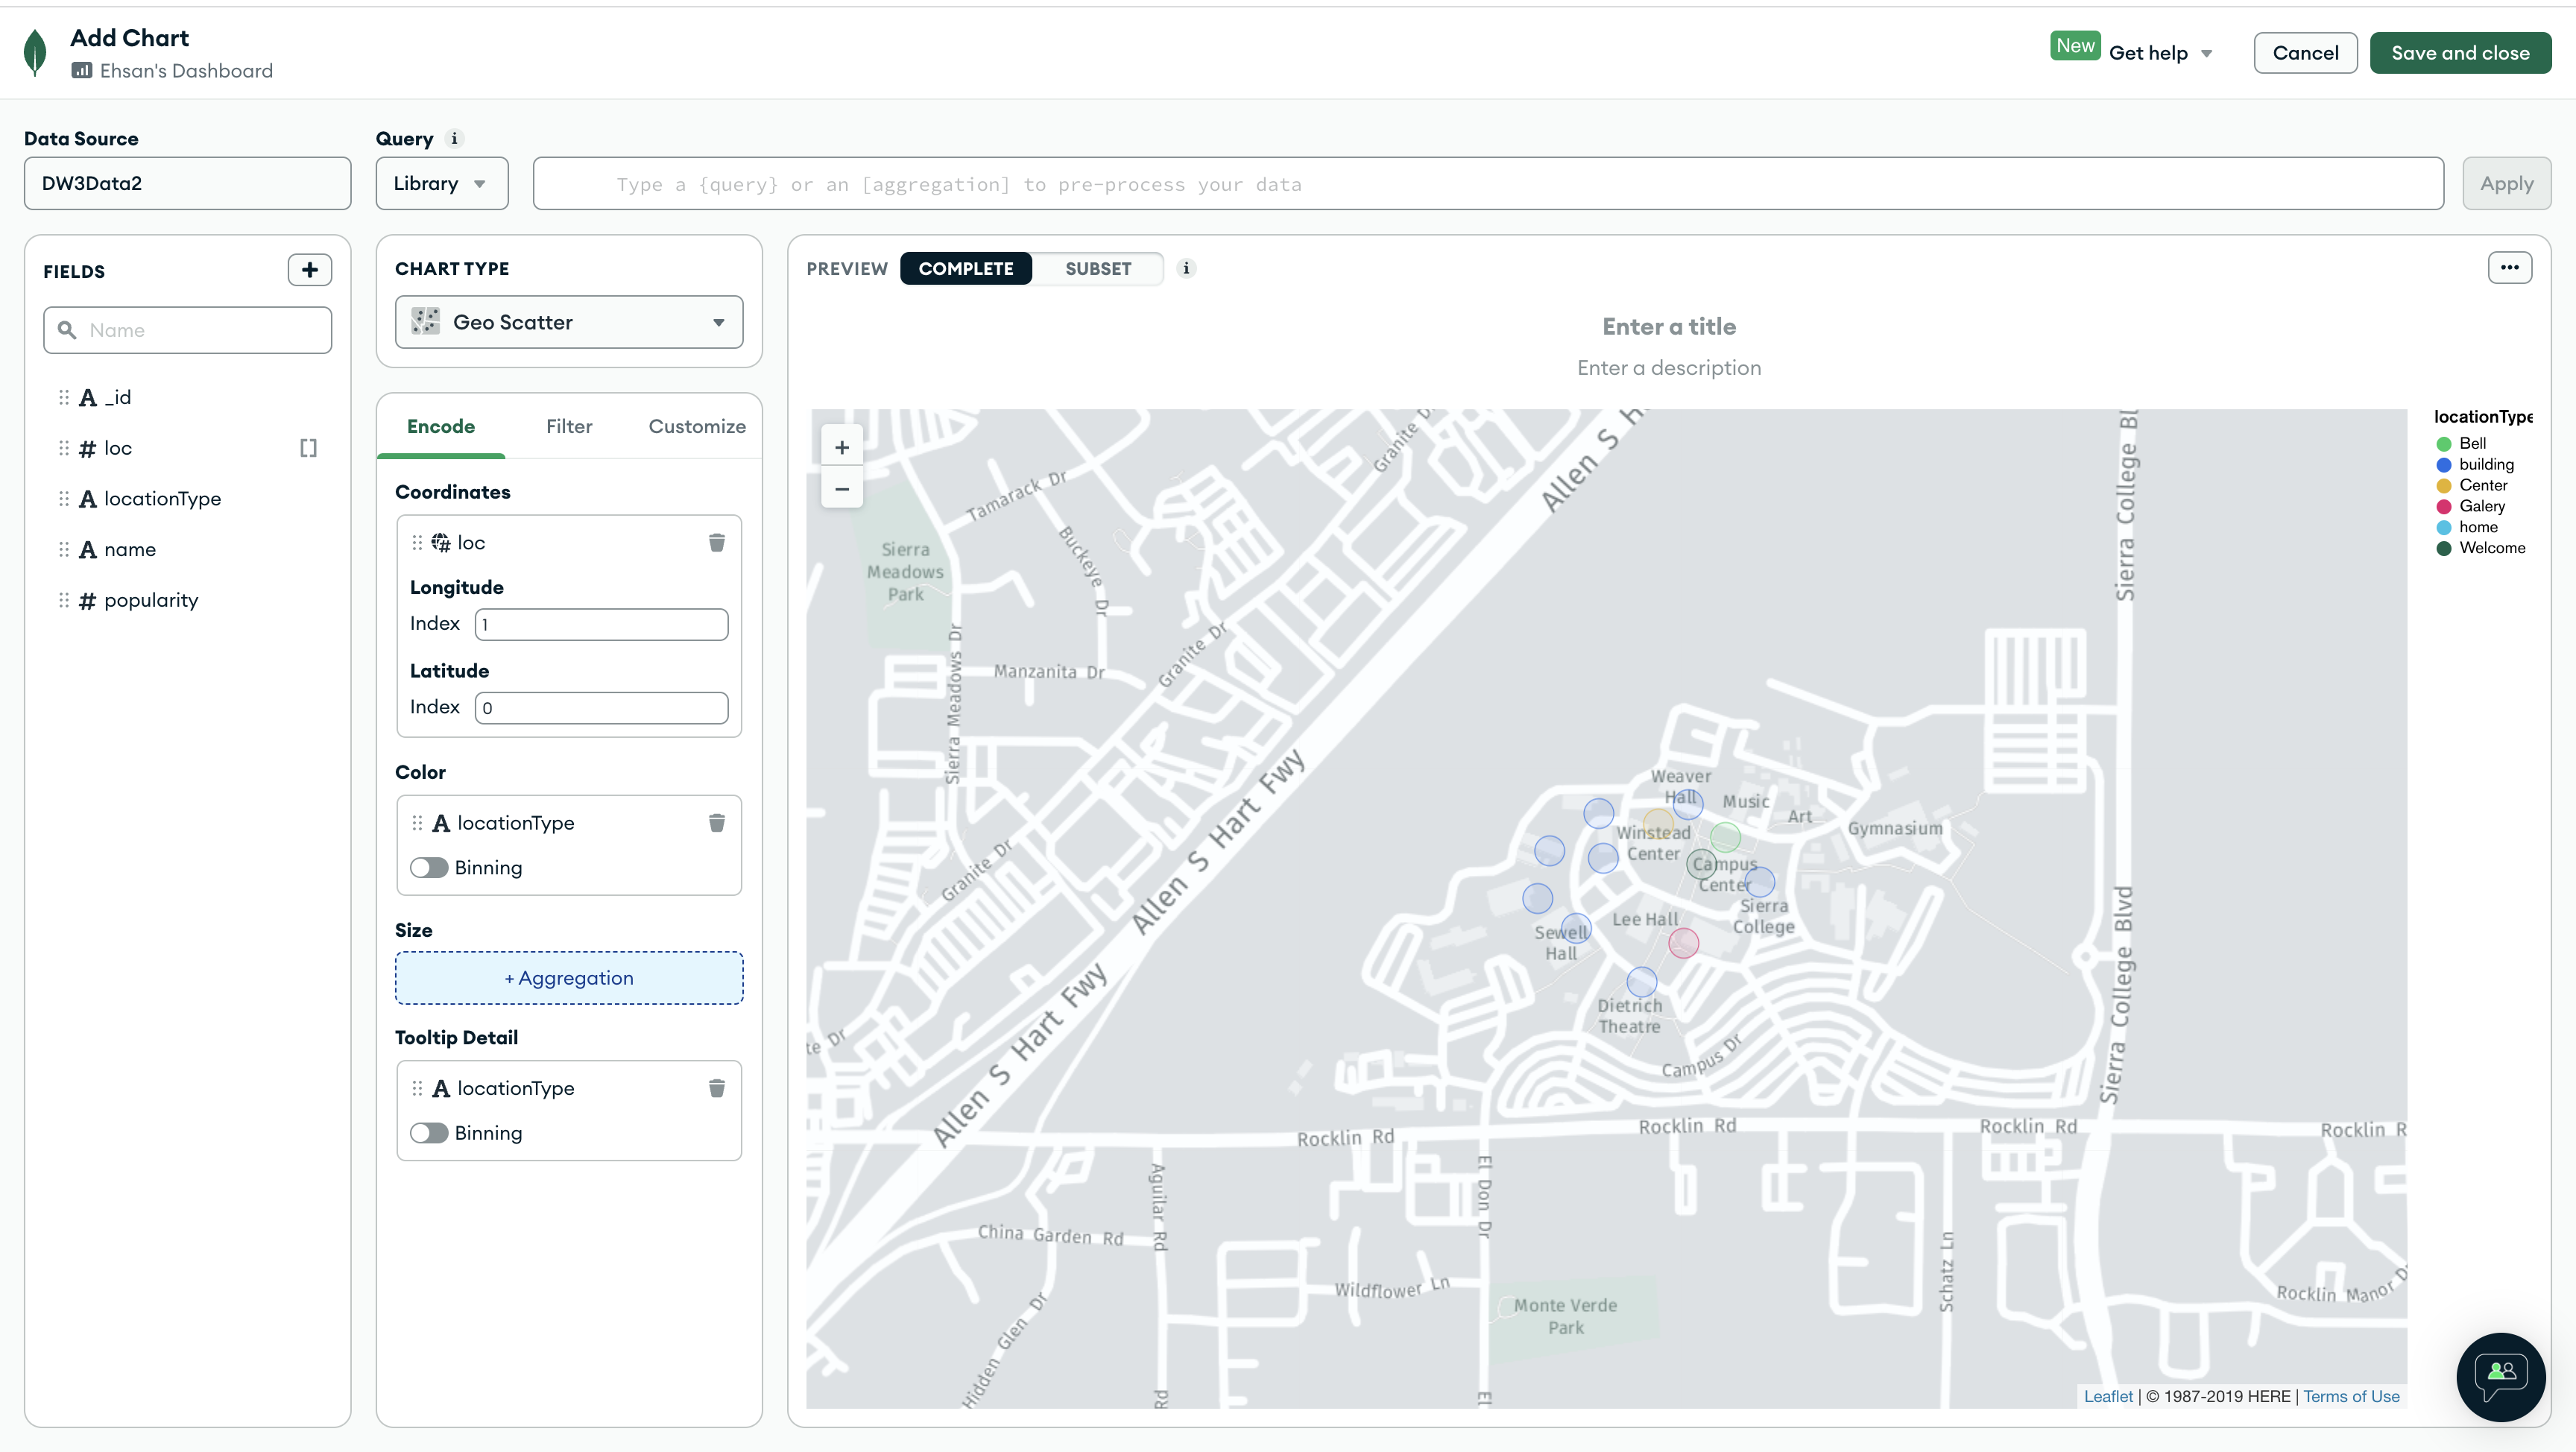 Add Chart
Ehsan's Dashboard
New
Get help
Cancel
Save and close
Data Source
DW3Data2
Query
Library
Type a {query} or an [aggregation] to pre-process your data
Apply
FIELDS
Name
A _id
# loc []
A locationType
A name
# popularity
CHART TYPE
Geo Scatter
Encode
Filter
Customize
Coordinates
# loc
Longitude
Index 1
Latitude
Index 0
Color
A locationType
Binning
Size
+ Aggregation
Tooltip Detail
A locationType
Binning
PREVIEW
COMPLETE
SUBSET
Enter a title
Enter a description
Granite D
Allen S H
Sierra College Bl
Tamarack Dr
Buckeye Dr
Sierra
Meadows
Park
Sierra Meadows Dr
Manzanita Dr
Granite Dr
Sierra Meadows Dr
Allen S Hart Fwy
Granite Dr
Weaver
Hall
Music
Art
Gymnasium
Winstead
Center
Campus
Center
Sierra
College
Lee Hall
Sewell
Hall
Dietrich
Theatre
Campus Dr
Sierra College Blvd
Sierra College Blvd
te Dr
Allen S Hart Fwy
Rocklin Rd
Rocklin Rd
Rocklin Rd
Rocklin R
Aguilar Rd
El Don Dr
China Garden Rd
Wildflower Ln
Schatz Ln
Hidden Glen Dr
Monte Verde
Park
Rocklin Manor D
Rd
El
locationType
Bell
building
Center
Galery
home
Welcome
Leaflet | © 1987-2019 HERE | Terms of Use